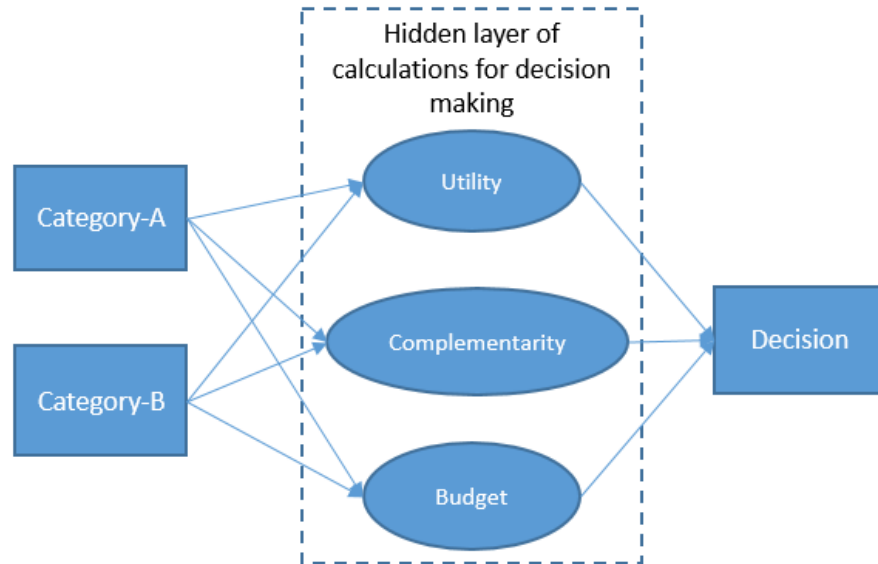 Hidden layer of
calculations for decision
making
Utility
Category-A
Complementarity
Decision
Category-B
Budget